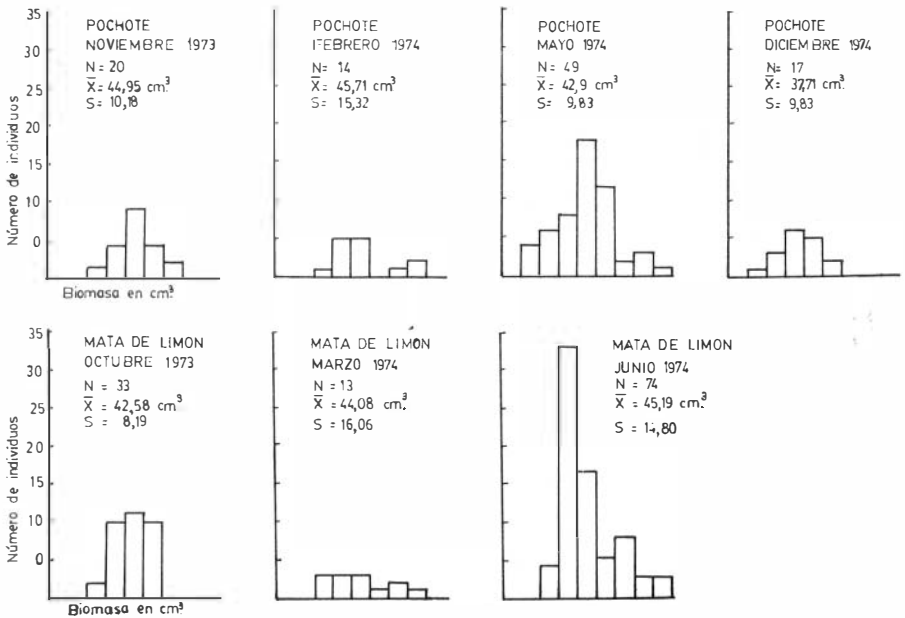 35
30
25
20
15
10
0
Número de individuos
POCHOTE
NOVIEMBRE 1973
N = 20
X̅ = 44,95 cm³
S = 10,18
Biomasa en cm³
POCHOTE
FEBRERO 1974
N = 14
X̅ = 45,71 cm³
S = 15,32
POCHOTE
MAYO 1974
N = 49
X̅ = 42,9 cm³
S = 9,83
POCHOTE
DICIEMBRE 1974
N = 17
X̅ = 37,71 cm³
S = 9,83
35
30
25
20
15
10
0
Número de individuos
MATA DE LIMON
OCTUBRE 1973
N = 33
X̅ = 42,58 cm³
S = 8,19
Biomasa en cm³
MATA DE LIMON
MARZO 1974
N = 13
X̅ = 44,08 cm³
S = 16,06
MATA DE LIMON
JUNIO 1974
N = 74
X̅ = 45,19 cm³
S = 14,80